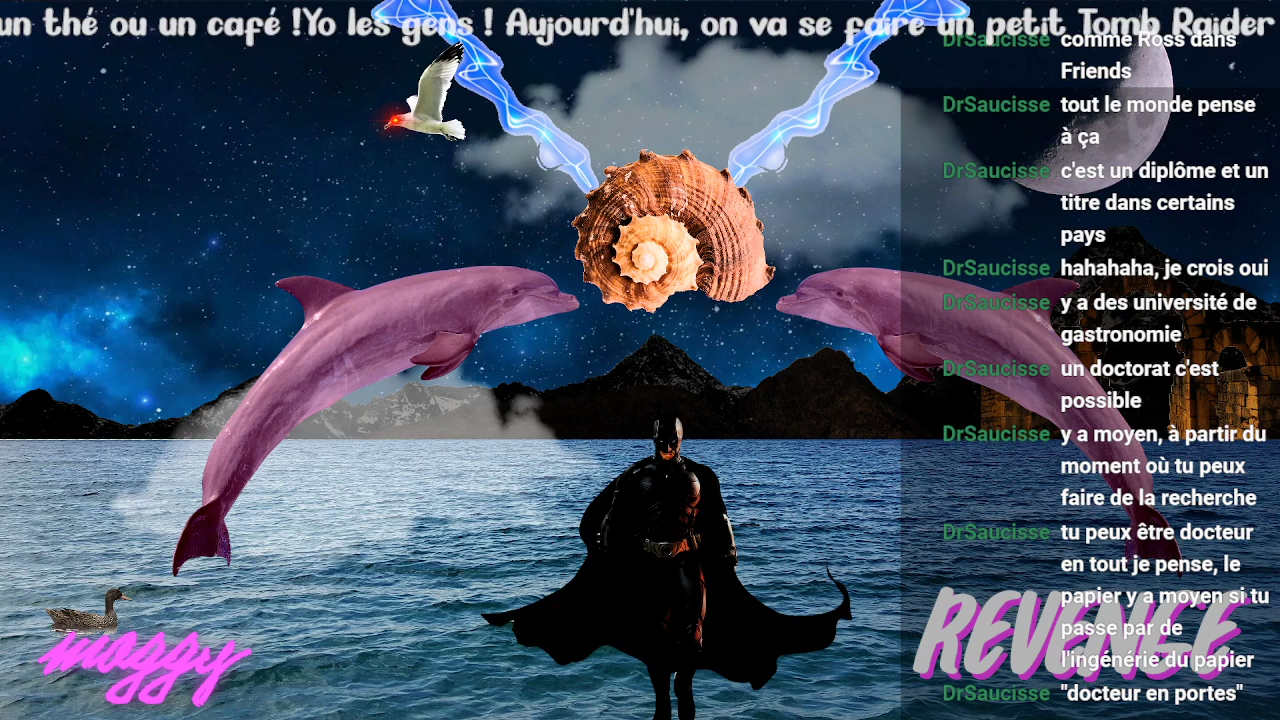 un thé ou un café !Yo les gens ! Aujourd'hui, on va se faire un petit Tomb Raider
DrSaucisse comme Ross dans
Friends
DrSaucisse tout le monde pense
à ça
DrSaucisse c'est un diplôme et un
titre dans certains
pays
DrSaucisse hahahaha, je crois oui
DrSaucisse y a des université de
gastronomie
DrSaucisse un doctorat c'est
possible
DrSaucisse y a moyen, à partir du
moment où tu peux
faire de la recherche
DrSaucisse tu peux être docteur
en tout je pense, le
papier y a moyen si tu
passe par de
l'ingénérie du papier
DrSaucisse "docteur en portes"
moggy
REVENGE